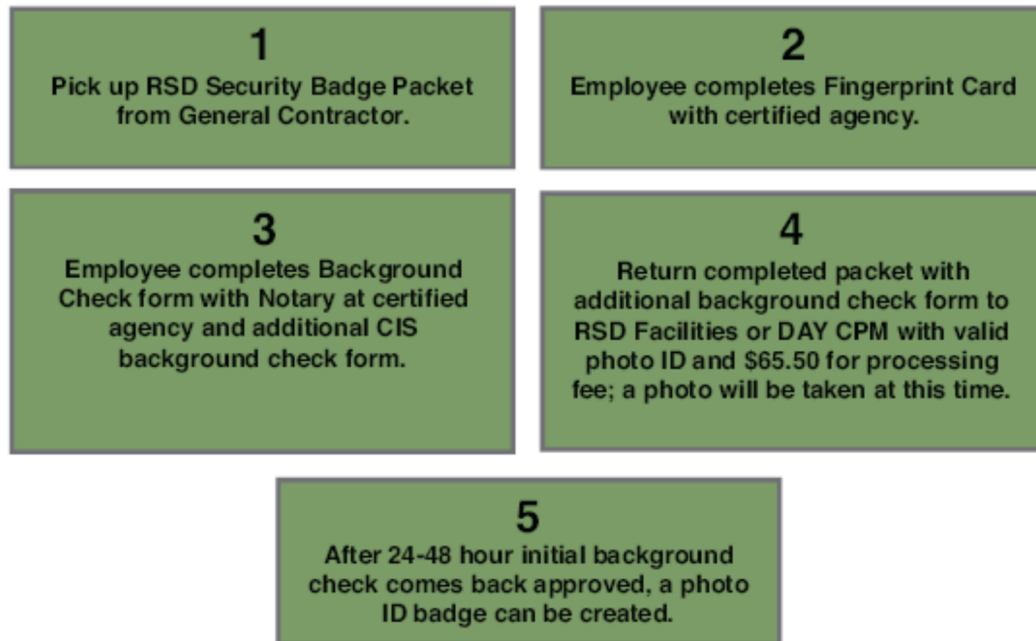 1
Pick up RSD Security Badge Packet
from General Contractor.
2
Employee completes Fingerprint Card
with certified agency.
3
Employee completes Background
Check form with Notary at certified
agency and additional CIS
background check form.
4
Return completed packet with
additional background check form to
RSD Facilities or DAY CPM with valid
photo ID and $65.50 for processing
fee; a photo will be taken at this time.
5
After 24-48 hour initial background
check comes back approved, a photo
ID badge can be created.